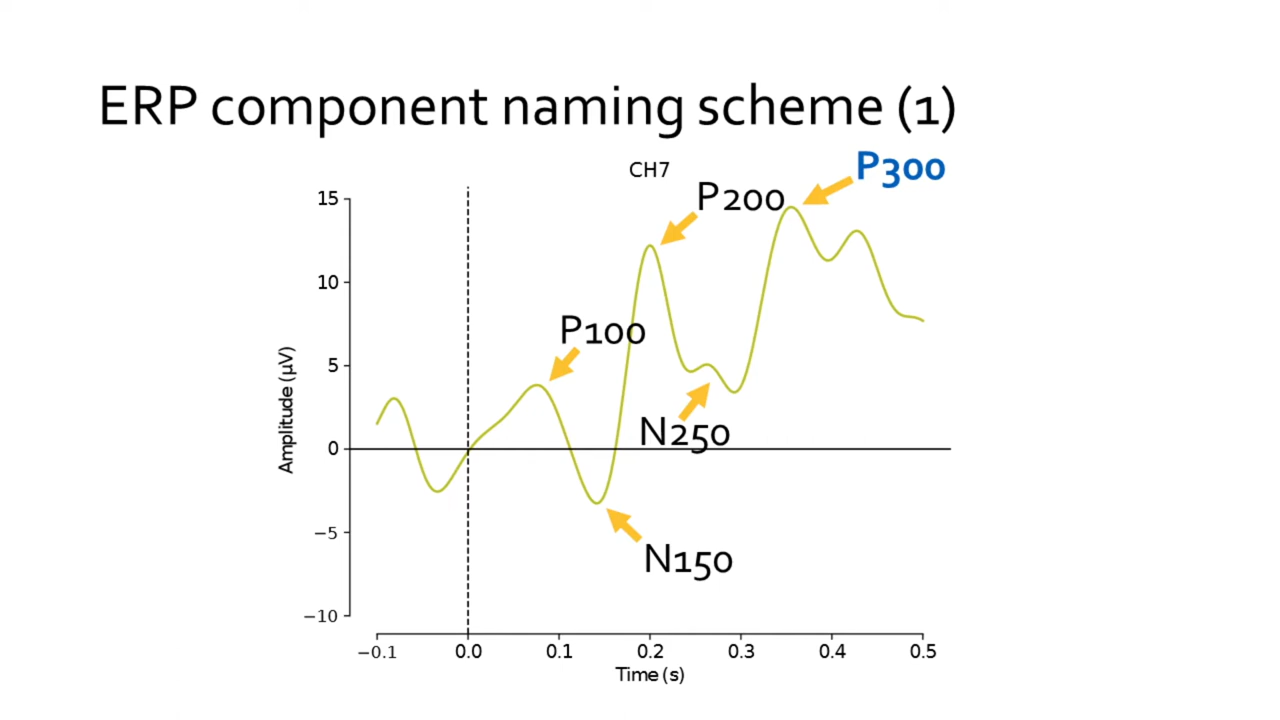 ERP component naming scheme (1)
CH7
P300
P200
P100
N250
N150
15
10
5
0
−5
−10
Amplitude (μV)
−0.1
0.0
0.1
0.2
0.3
0.4
0.5
Time (s)